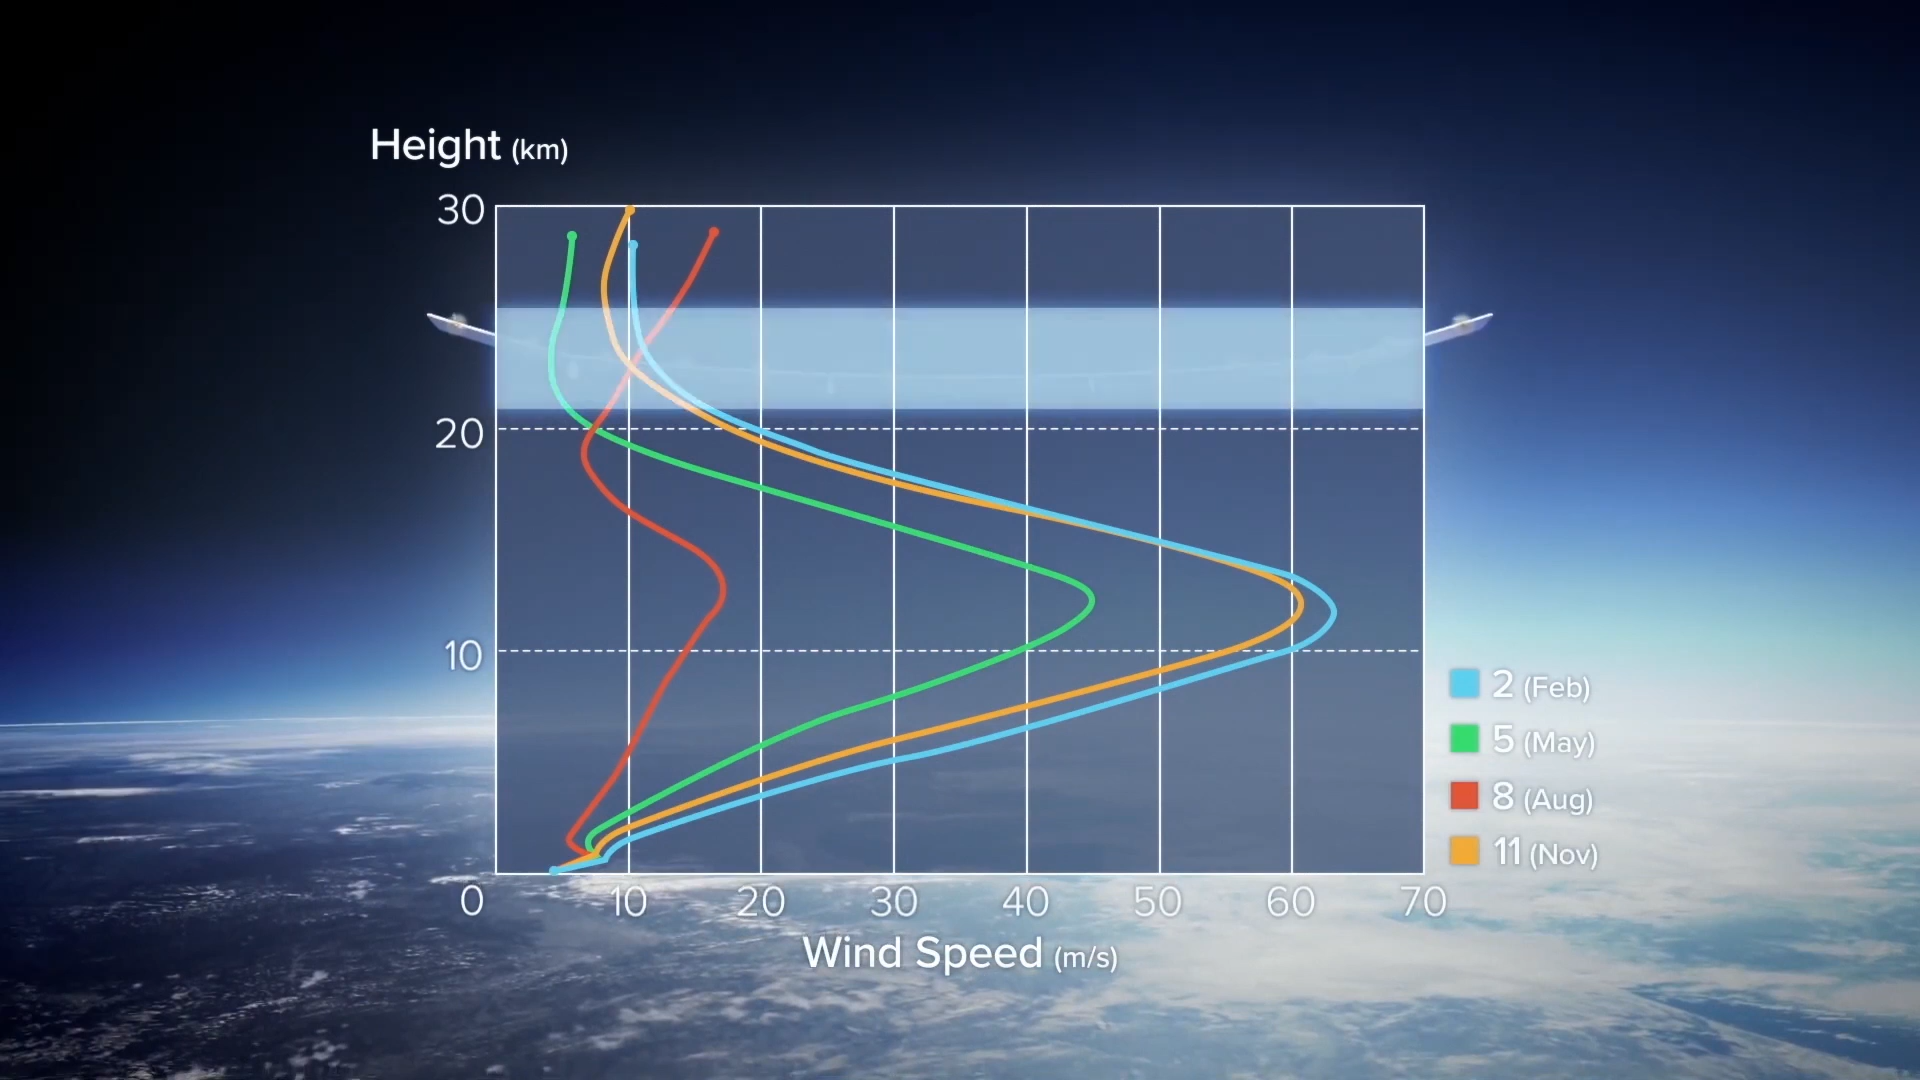 Height (km)
30
20
10
0 10 20 30 40 50 60 70
Wind Speed (m/s)
2 (Feb)
5 (May)
8 (Aug)
11 (Nov)